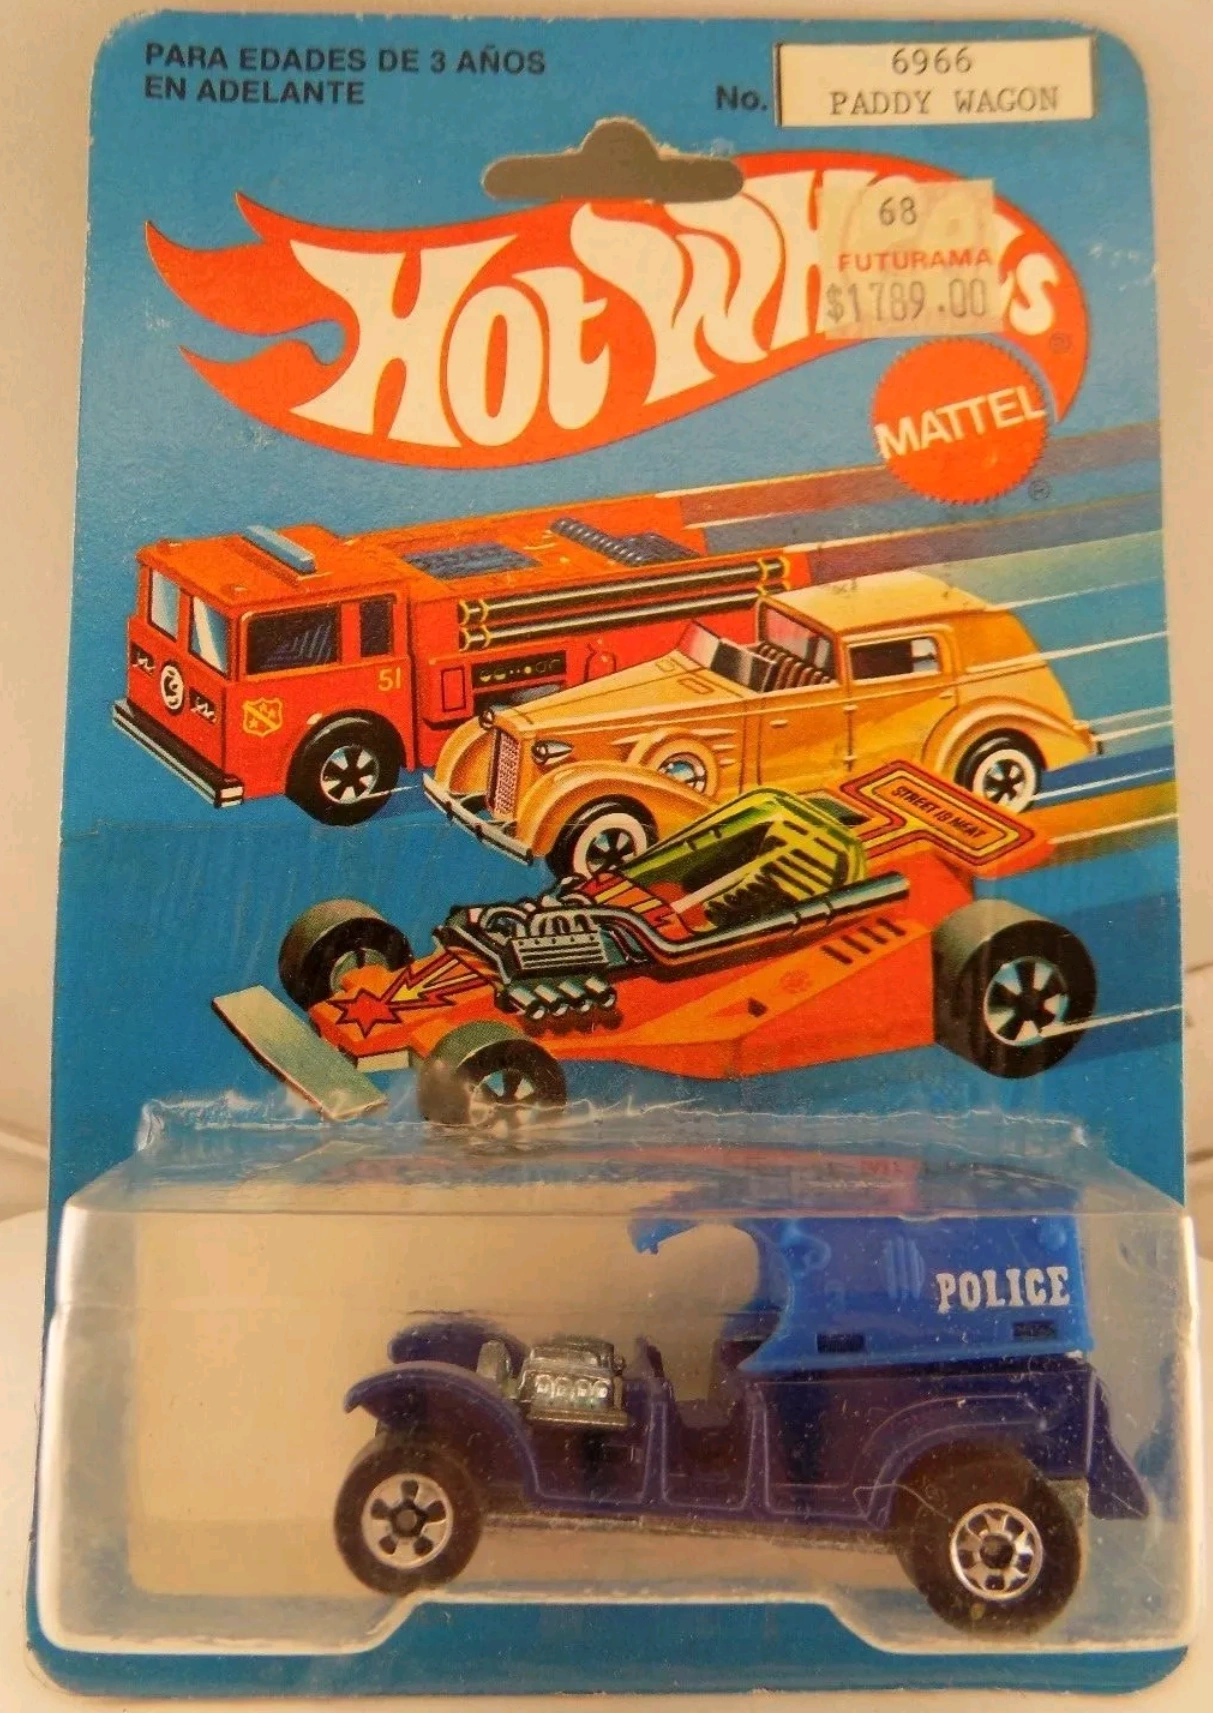 PARA EDADES DE 3 AÑOS
EN ADELANTE
No.
6966
PADDY WAGON
HOT WH s
®
68
FUTURAMA
$1789.00
MATTEL
®
51
STREET IS NEAT
POLICE